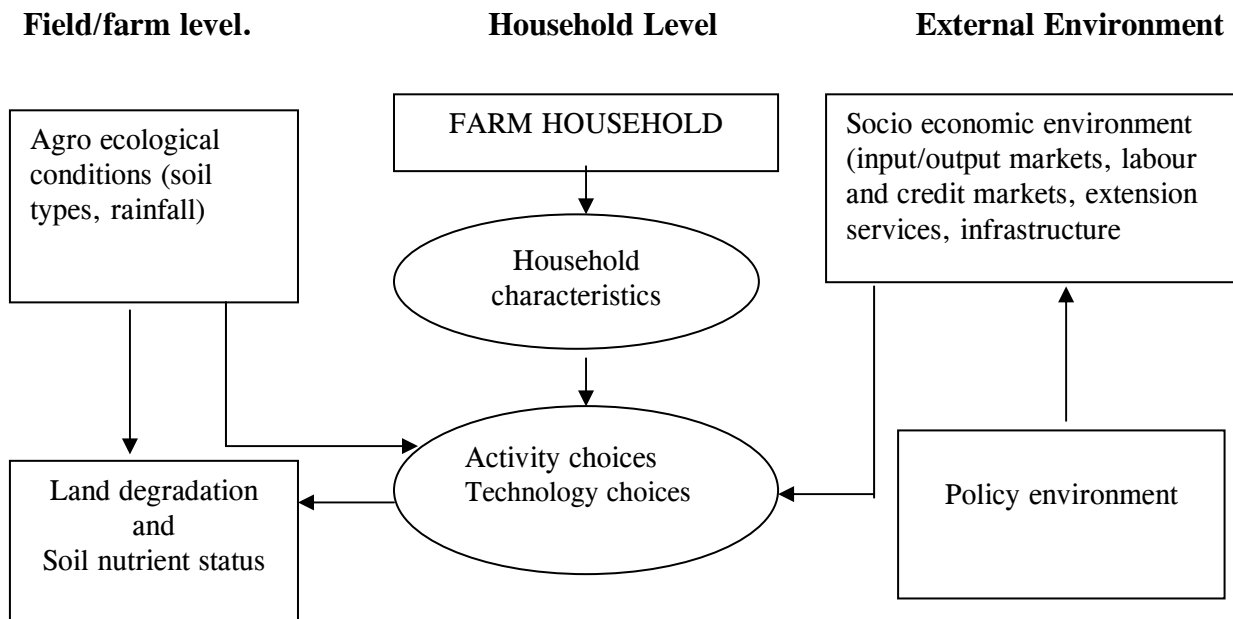 Field/farm level.
Household Level
External Environment
Agro ecological
conditions (soil
types, rainfall)
FARM HOUSEHOLD
Socio economic environment
(input/output markets, labour
and credit markets, extension
services, infrastructure
Household
characteristics
Activity choices
Technology choices
Land degradation
and
Soil nutrient status
Policy environment